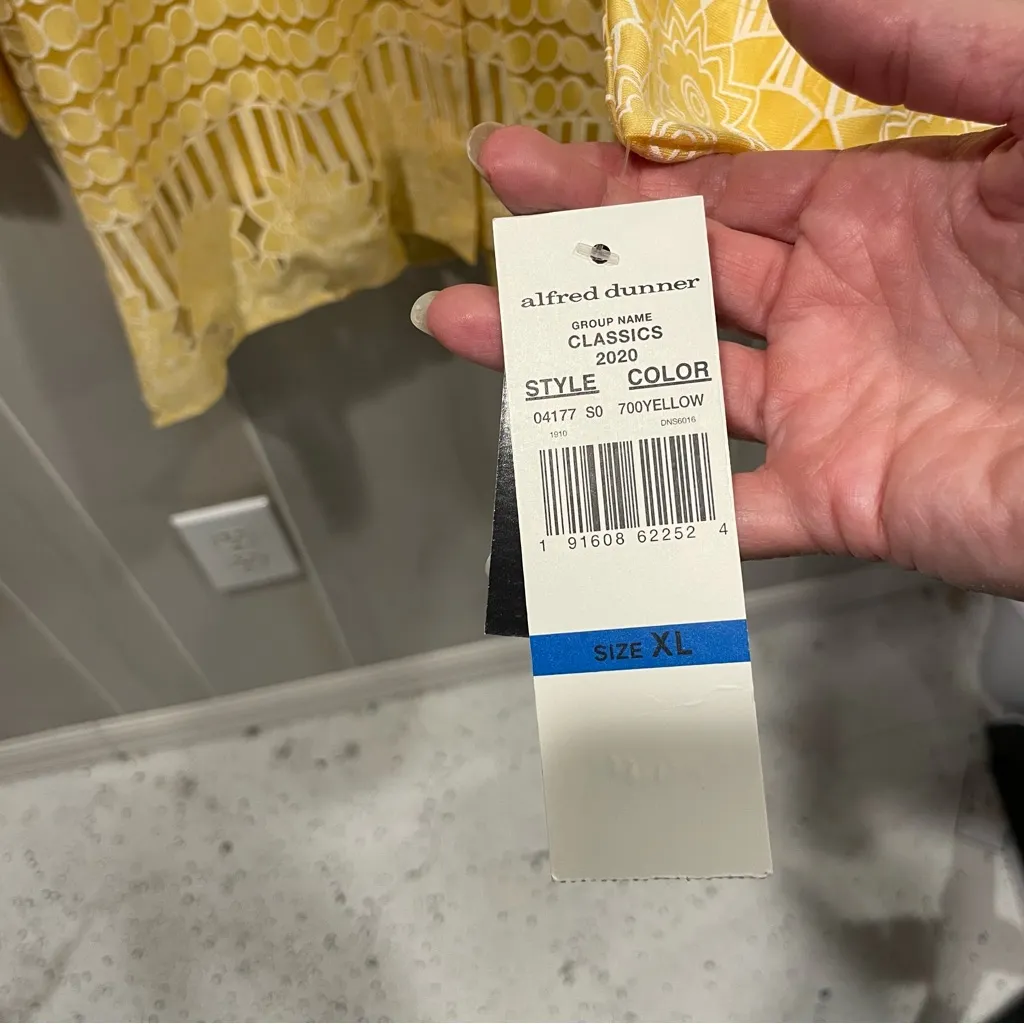 alfred dunner
GROUP NAME
CLASSICS
2020
STYLE COLOR
04177 S0 700YELLOW
1910 DNS6016
1 91608 62252 4
SIZE XL